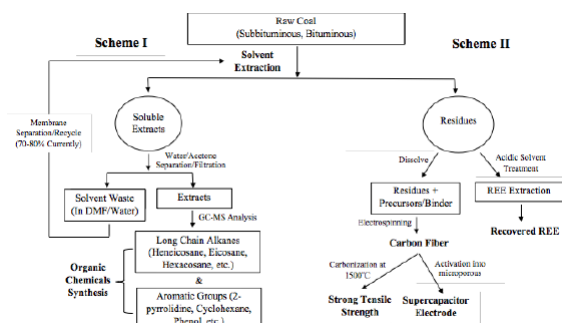 Raw Coal
(Subbituminous, Bituminous)
Scheme I
Scheme II
Solvent
Extraction
Membrane
Separation/Recycle
(70-80% Currently)
Soluble
Extracts
Residues
Water/Acetone
Separation/Filtration
Dissolve
Acidic Solvent
Treatment
Solvent Waste
(In DMF/Water)
Extracts
Residues +
Precursors/Binder
REE Extraction
GC-MS Analysis
Electrospinning
Recovered REE
Long Chain Alkanes
(Heneicosane, Eicosane,
Hexacosane, etc.)
Carbon Fiber
Organic
Chemicals
Synthesis
&
Carbonization at
1500°C
Activation into
microporous
Aromatic Groups (2-
pyrrolidine, Cyclohexane,
Phenol, etc.)
Strong Tensile
Strength
Supercapacitor
Electrode